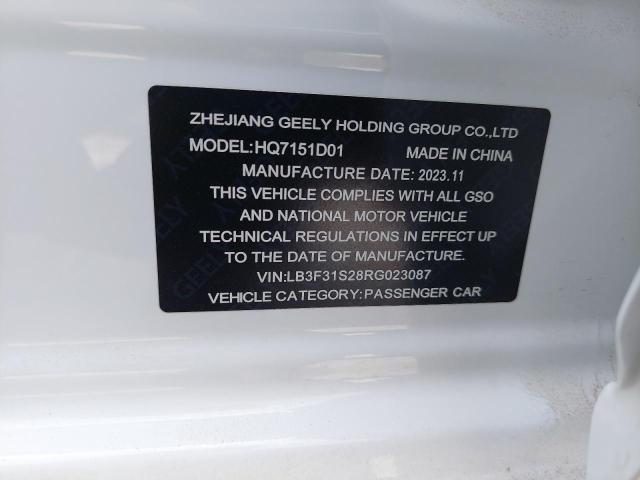 ZHEJIANG GEELY HOLDING GROUP CO.,LTD
MODEL:HQ7151D01 MADE IN CHINA
MANUFACTURE DATE: 2023.11
THIS VEHICLE COMPLIES WITH ALL GSO
AND NATIONAL MOTOR VEHICLE
TECHNICAL REGULATIONS IN EFFECT UP
TO THE DATE OF MANUFACTURE.
VIN:LB3F31S28RG023087
VEHICLE CATEGORY:PASSENGER CAR